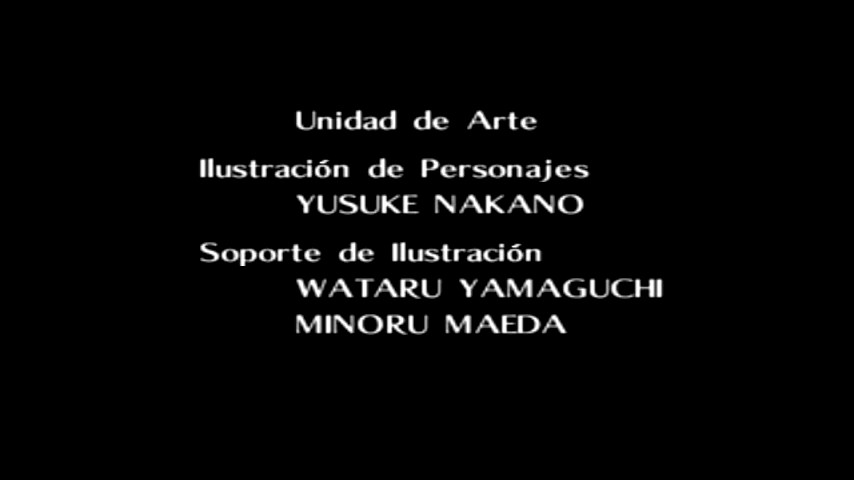 Unidad de Arte
Ilustración de Personajes
YUSUKE NAKANO
Soporte de Ilustración
WATARU YAMAGUCHI
MINORU MAEDA